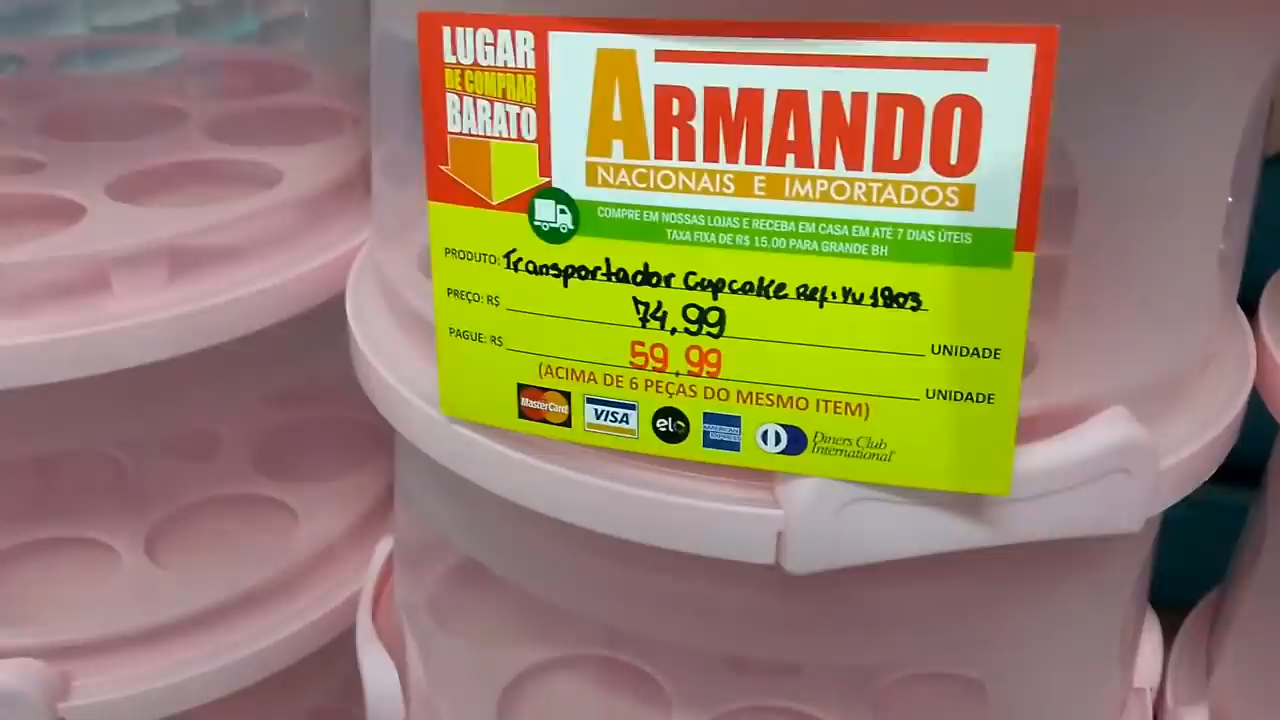 LUGAR
DE COMPRAR
BARATO
ARMANDO
NACIONAIS E IMPORTADOS
COMPRE EM NOSSAS LOJAS E RECEBA EM CASA EM ATÉ 7 DIAS ÚTEIS
TAXA FIXA DE R$ 15,00 PARA GRANDE BH
PRODUTO: Transportador Cupcake Ref: YU 1803
PREÇO: R$ 74,99 UNIDADE
PAGUE: R$ 59,99 UNIDADE
(ACIMA DE 6 PEÇAS DO MESMO ITEM)
MasterCard VISA elo AMERICAN EXPRESS Diners Club International